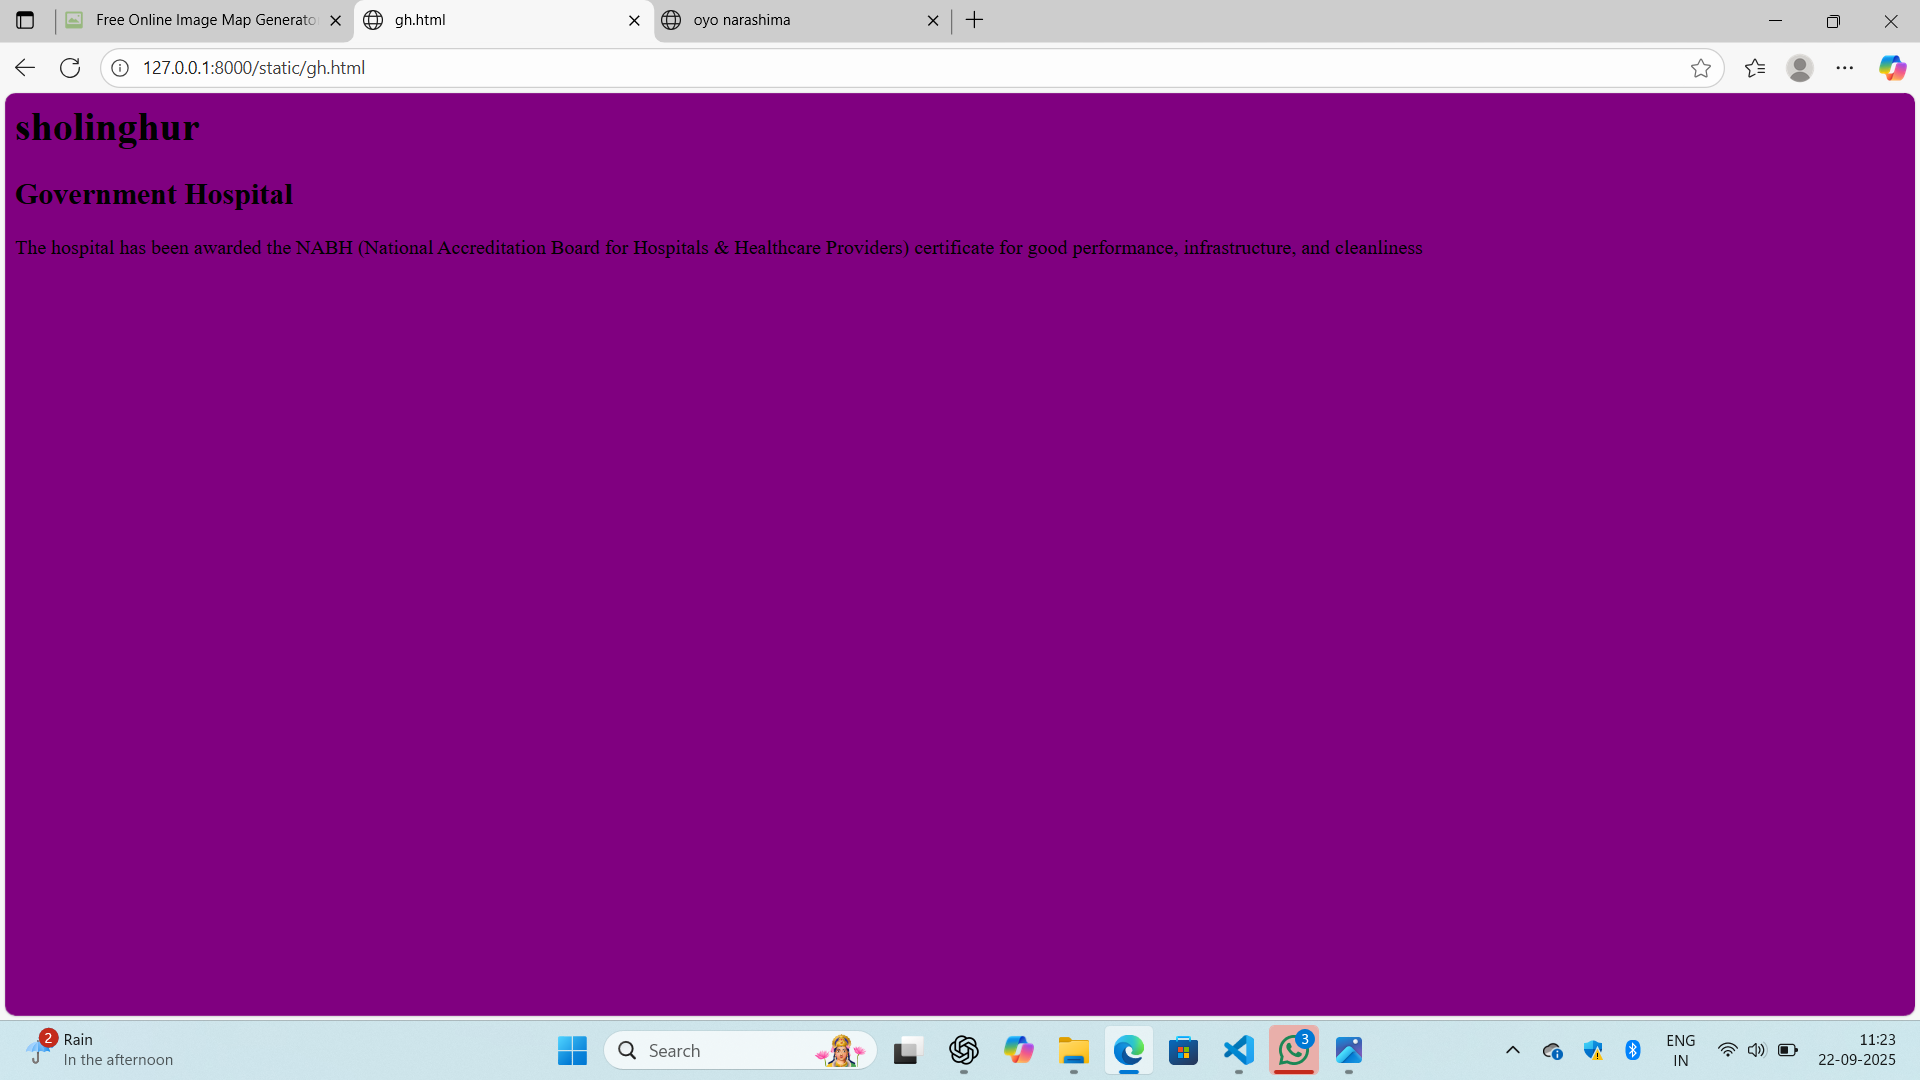 Free Online Image Map Generato
gh.html
oyo narashima
127.0.0.1:8000/static/gh.html
sholinghur
Government Hospital
The hospital has been awarded the NABH (National Accreditation Board for Hospitals & Healthcare Providers) certificate for good performance, infrastructure, and cleanliness
2
Rain
In the afternoon
Search
3
ENG
IN
11:23
22-09-2025